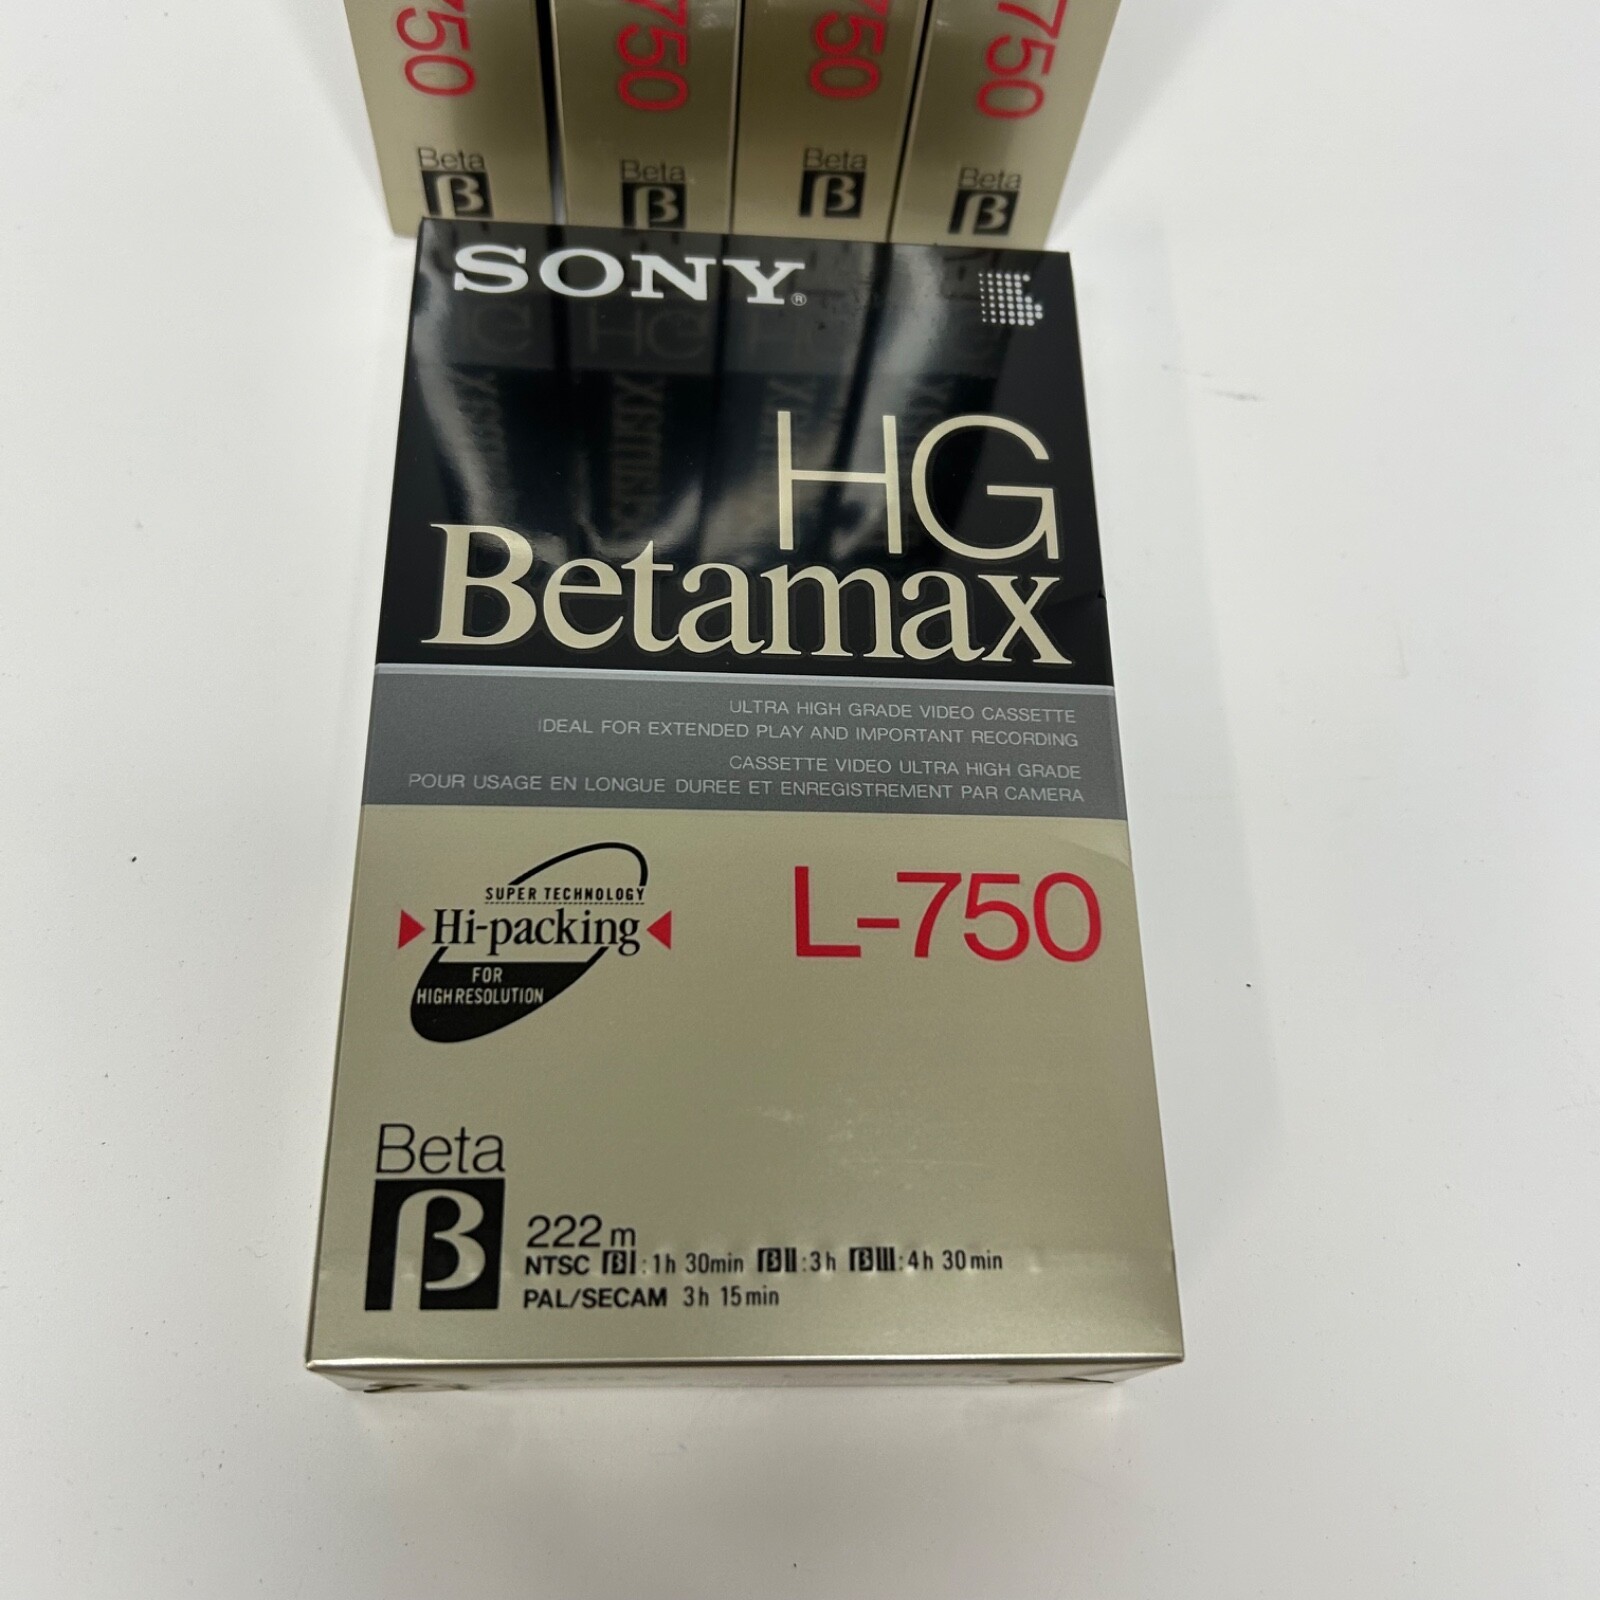 750 750 750 750
Beta Beta Beta Beta
β β β β
SONY®
HG
Betamax
ULTRA HIGH GRADE VIDEO CASSETTE
IDEAL FOR EXTENDED PLAY AND IMPORTANT RECORDING
CASSETTE VIDEO ULTRA HIGH GRADE
POUR USAGE EN LONGUE DUREE ET ENREGISTREMENT PAR CAMERA
SUPER TECHNOLOGY
Hi-packing
FOR
HIGH RESOLUTION
L-750
Beta
β
222 m
NTSC βI : 1h 30min βII : 3h βIII : 4h 30min
PAL/SECAM 3h 15min